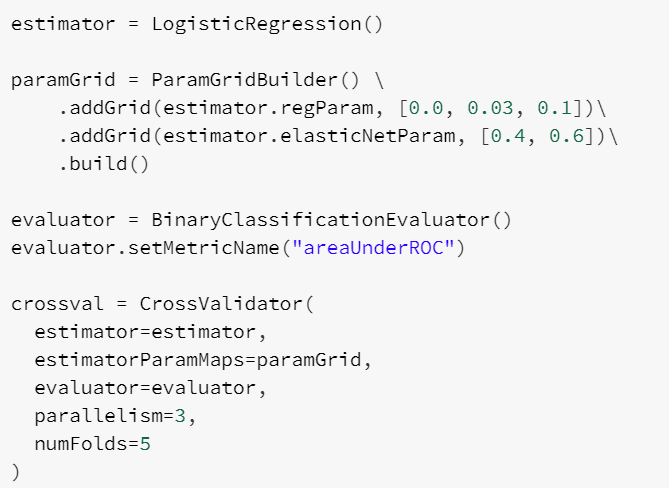 estimator = LogisticRegression()

paramGrid = ParamGridBuilder() \
    .addGrid(estimator.regParam, [0.0, 0.03, 0.1])\
    .addGrid(estimator.elasticNetParam, [0.4, 0.6])\
    .build()

evaluator = BinaryClassificationEvaluator()
evaluator.setMetricName("areaUnderROC")

crossval = CrossValidator(
  estimator=estimator,
  estimatorParamMaps=paramGrid,
  evaluator=evaluator,
  parallelism=3,
  numFolds=5
)